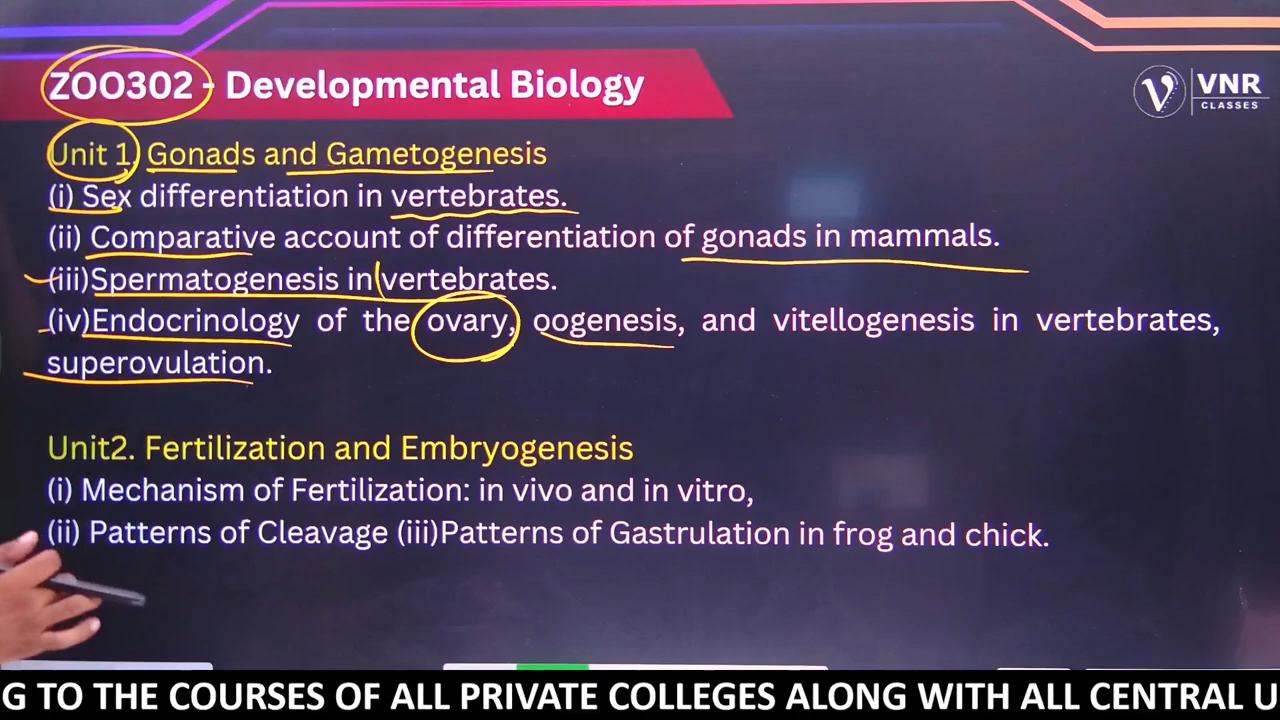 ZOO302 - Developmental Biology
VNR
CLASSES
Unit 1. Gonads and Gametogenesis
(i) Sex differentiation in vertebrates.
(ii) Comparative account of differentiation of gonads in mammals.
(iii)Spermatogenesis in vertebrates.
(iv)Endocrinology of the ovary, oogenesis, and vitellogenesis in vertebrates,
superovulation.
Unit2. Fertilization and Embryogenesis
(i) Mechanism of Fertilization: in vivo and in vitro,
(ii) Patterns of Cleavage (iii)Patterns of Gastrulation in frog and chick.
G TO THE COURSES OF ALL PRIVATE COLLEGES ALONG WITH ALL CENTRAL U